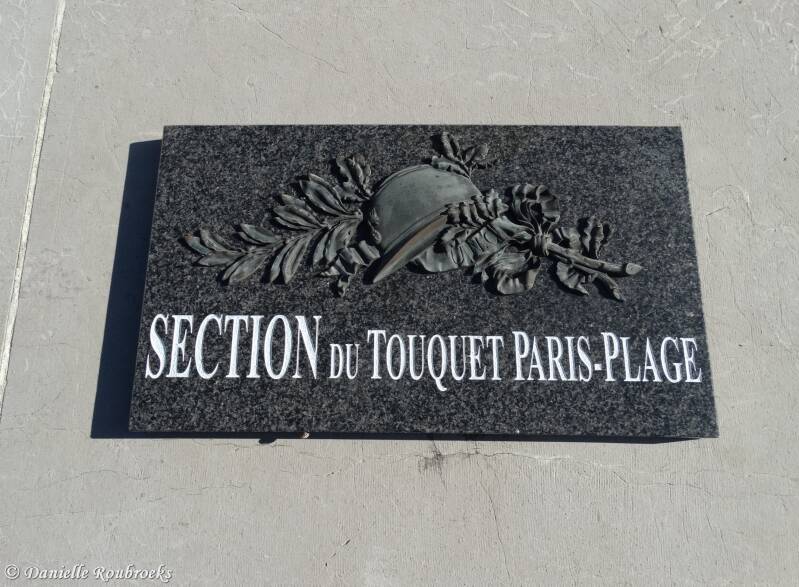 SECTION DU TOUQUET PARIS-PLAGE
© Danielle Roubroeks